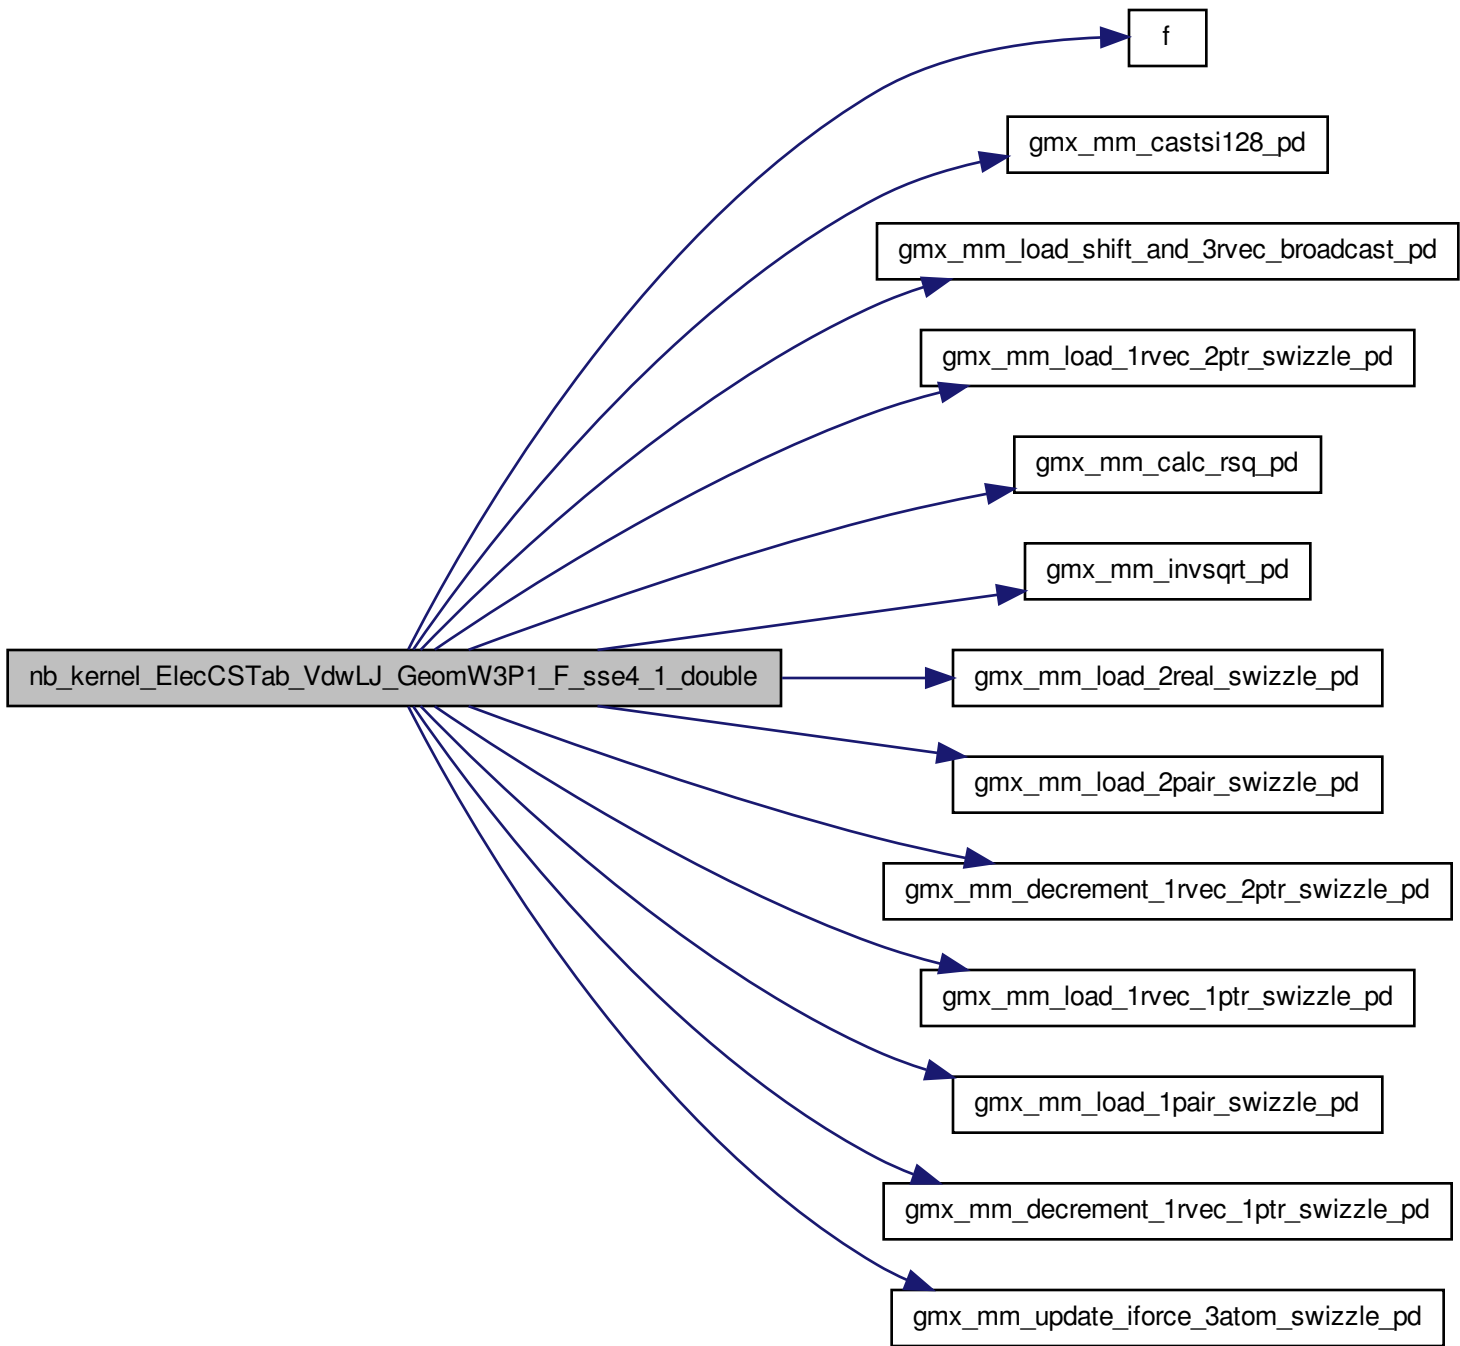 f
gmx_mm_castsi128_pd
gmx_mm_load_shift_and_3rvec_broadcast_pd
gmx_mm_load_1rvec_2ptr_swizzle_pd
gmx_mm_calc_rsq_pd
gmx_mm_invsqrt_pd
nb_kernel_ElecCSTab_VdwLJ_GeomW3P1_F_sse4_1_double
gmx_mm_load_2real_swizzle_pd
gmx_mm_load_2pair_swizzle_pd
gmx_mm_decrement_1rvec_2ptr_swizzle_pd
gmx_mm_load_1rvec_1ptr_swizzle_pd
gmx_mm_load_1pair_swizzle_pd
gmx_mm_decrement_1rvec_1ptr_swizzle_pd
gmx_mm_update_iforce_3atom_swizzle_pd